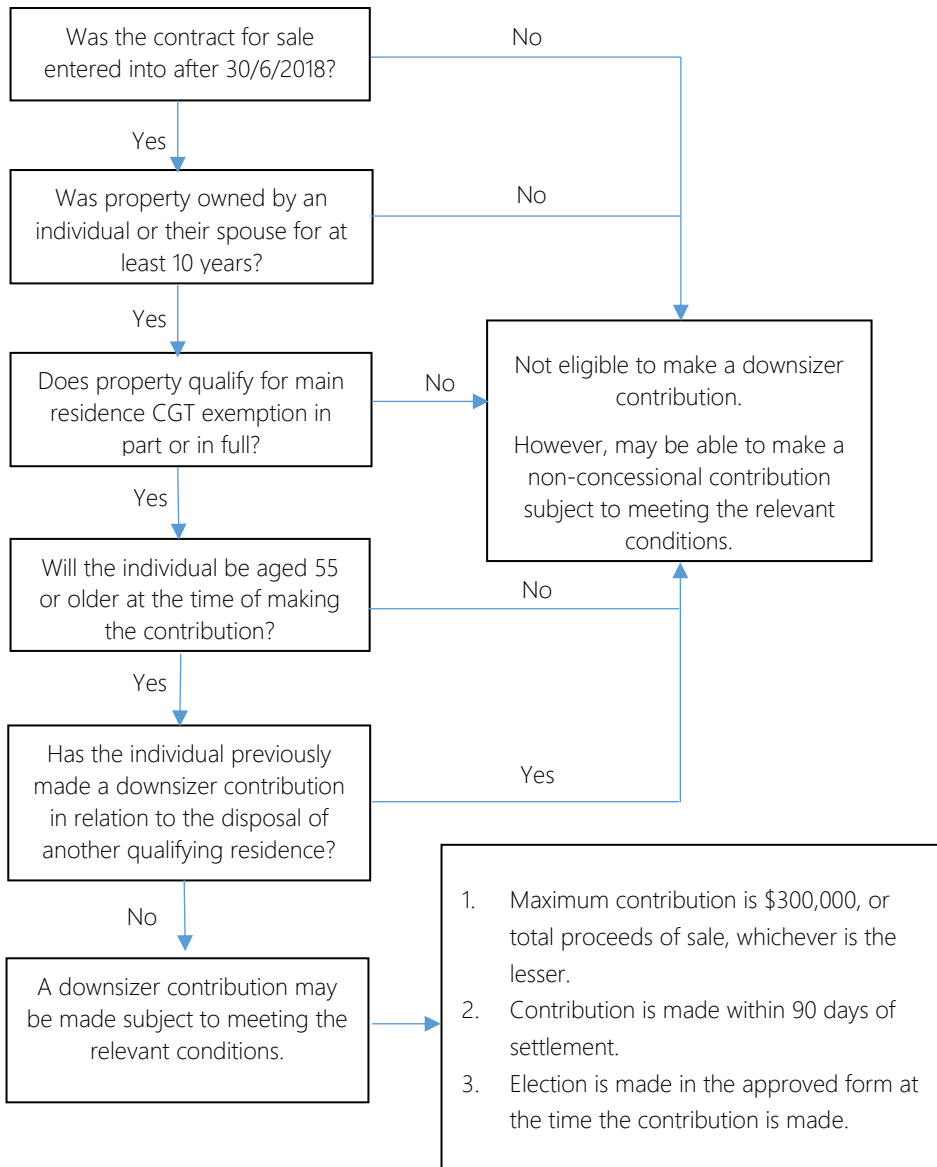 Was the contract for sale
entered into after 30/6/2018?
No
Yes
Was property owned by an
individual or their spouse for at
least 10 years?
No
Yes
Does property qualify for main
residence CGT exemption in
part or in full?
No
Not eligible to make a downsizer
contribution.
However, may be able to make a
non-concessional contribution
subject to meeting the relevant
conditions.
Yes
Will the individual be aged 55
or older at the time of making
the contribution?
No
Yes
Has the individual previously
made a downsizer contribution
in relation to the disposal of
another qualifying residence?
Yes
No
A downsizer contribution may
be made subject to meeting the
relevant conditions.
1. Maximum contribution is $300,000, or
total proceeds of sale, whichever is the
lesser.
2. Contribution is made within 90 days of
settlement.
3. Election is made in the approved form at
the time the contribution is made.